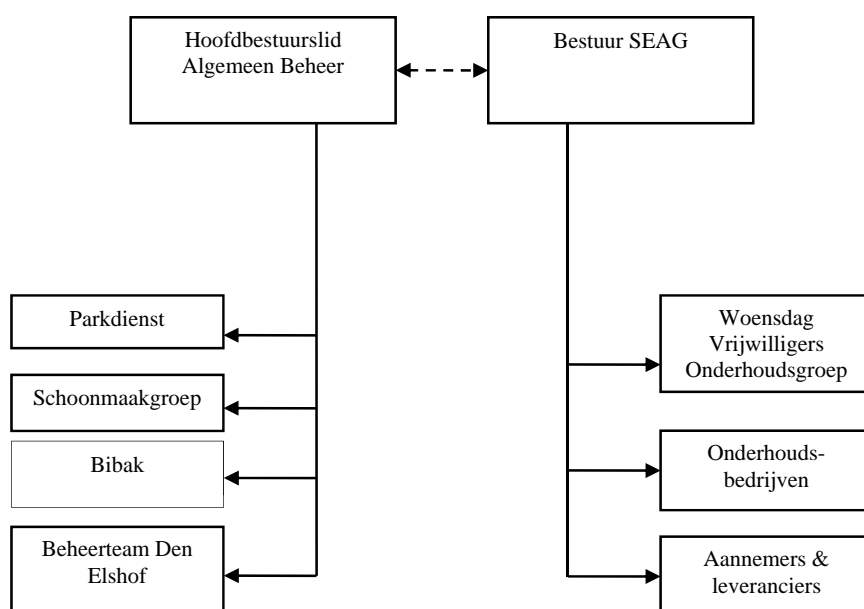 Hoofdbestuurslid
Algemeen Beheer
Bestuur SEAG
Parkdienst
Schoonmaakgroep
Bibak
Beheerteam Den
Elshof
Woensdag
Vrijwilligers
Onderhoudsgroep
Onderhouds-
bedrijven
Aannemers &
leveranciers